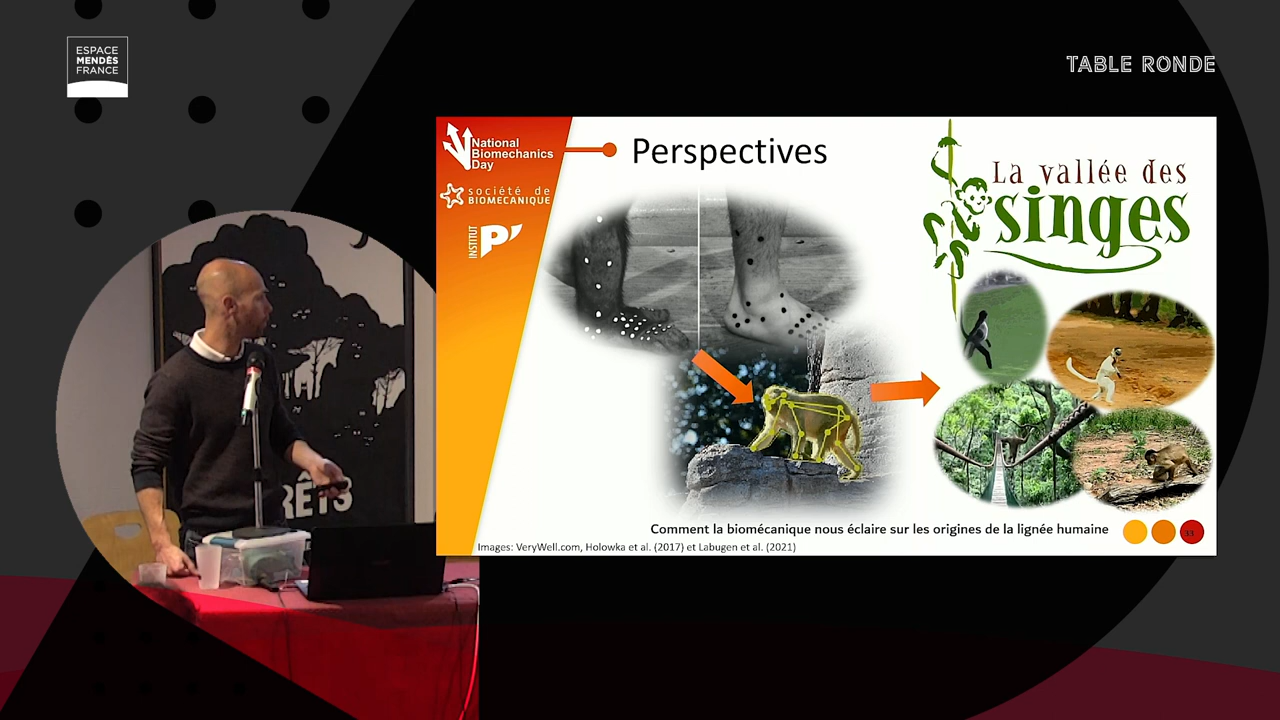 ESPACE
MENDÈS
FRANCE
TABLE RONDE
National
Biomechanics
Day
société de
BIOMECANIQUE
INSTITUT
P'
Perspectives
La vallée des
singes
RÊTS
Comment la biomécanique nous éclaire sur les origines de la lignée humaine
33
Images: VeryWell.com, Holowka et al. (2017) et Labugen et al. (2021)